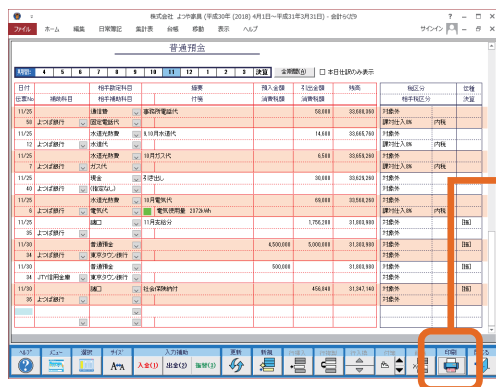 株式会社 よつや家具 (平成30年 (2018) 4月1日～平成31年3月31日) - 会計らくだ9
ファイル ホーム 編集 日常簿記 集計表 台帳 移動 表示 ヘルプ サインイン
普通預金
期間: 4 5 6 7 8 9 10 11 12 1 2 3 決算 全期間(A) 本日仕訳のみ表示
日付 相手勘定科目 摘要 預入金額 引出金額 残高 税区分 伝種
伝票No 補助科目 相手補助科目 付箋 消費税額 消費税額 相手税区分 決算
11/25 通信費 事務所電話代 56,000 33,680,360 対象外
58 よつば銀行 固定電話代 課対仕入8% 内税
11/25 水道光熱費 9,10月水道代 14,600 33,665,760 対象外
12 よつば銀行 水道代 課対仕入8% 内税
11/25 水道光熱費 10月ガス代 6,500 33,659,260 対象外
7 よつば銀行 ガス代 課対仕入8% 内税
11/25 現金 引き出し 30,000 33,629,260 対象外
40 よつば銀行 (指定なし) 対象外
11/25 水道光熱費 10月電気代 69,000 33,560,260 対象外
6 よつば銀行 電気代 電気使用量 2972kWh 課対仕入8% 内税
11/25 諸口 11月支給分 1,756,200 31,803,980 対象外 [振]
35 よつば銀行 対象外
11/30 普通預金 4,500,000 5,000,000 31,303,980 対象外 [振]
34 よつば銀行 東京タウン銀行 対象外
11/30 普通預金 500,000 31,803,980 対象外 [振]
34 JTY信用金庫 東京タウン銀行 対象外
11/30 諸口 社会保険納付 456,840 31,347,140 対象外 [振]
35 よつば銀行 対象外
ヘルプ メニュー 選択 サイズ 入力補助 更新 新規 印刷
入金(1) 出金(2) 振替(3)